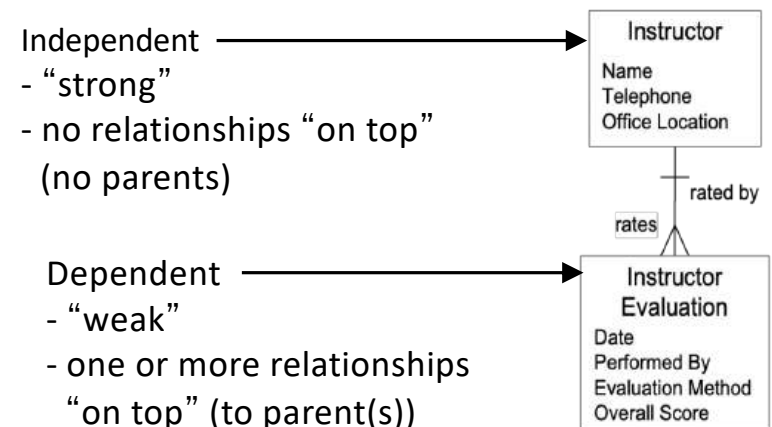 Independent
- “strong”
- no relationships “on top”
(no parents)
Instructor
Name
Telephone
Office Location
rated by
rates
Dependent
- “weak”
- one or more relationships
“on top” (to parent(s))
Instructor
Evaluation
Date
Performed By
Evaluation Method
Overall Score